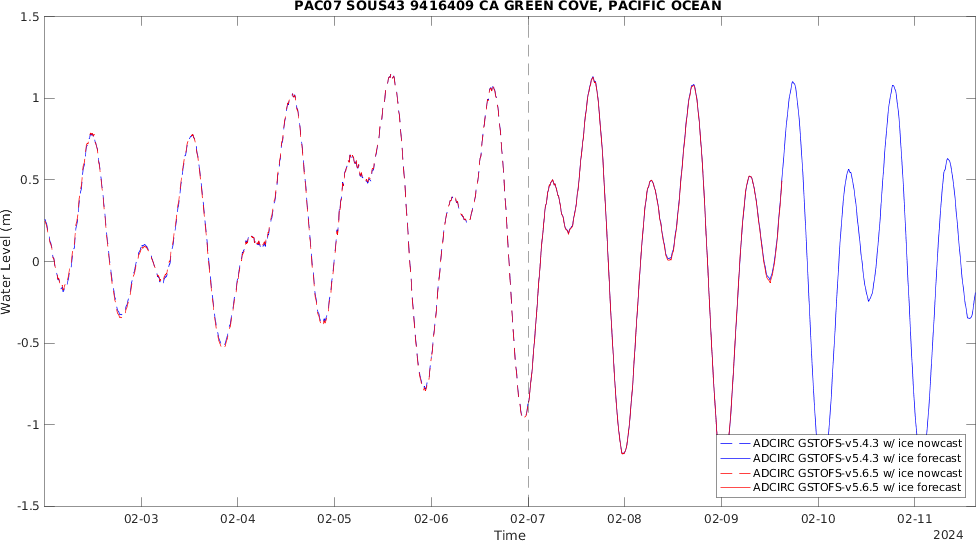 PAC07 SOUS43 9416409 CA GREEN COVE, PACIFIC OCEAN
1.5
1
0.5
0
-0.5
-1
-1.5
Water Level (m)
ADCIRC GSTOFS-v5.4.3 w/ ice nowcast
ADCIRC GSTOFS-v5.4.3 w/ ice forecast
ADCIRC GSTOFS-v5.6.5 w/ ice nowcast
ADCIRC GSTOFS-v5.6.5 w/ ice forecast
02-03 02-04 02-05 02-06 02-07 02-08 02-09 02-10 02-11
Time
2024